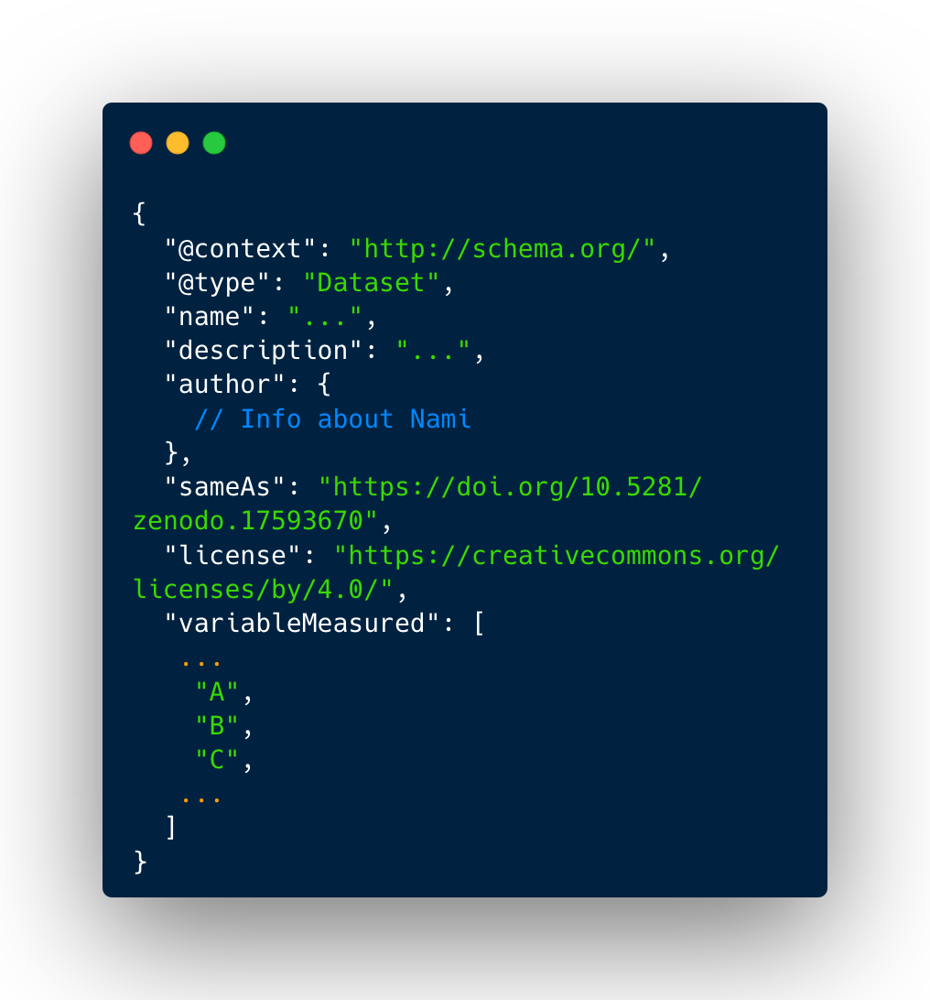 {
  "@context": "http://schema.org/",
  "@type": "Dataset",
  "name": "...",
  "description": "...",
  "author": {
    // Info about Nami
  },
  "sameAs": "https://doi.org/10.5281/
zenodo.17593670",
  "license": "https://creativecommons.org/
licenses/by/4.0/",
  "variableMeasured": [
   ...
    "A",
    "B",
    "C",
   ...
  ]
}